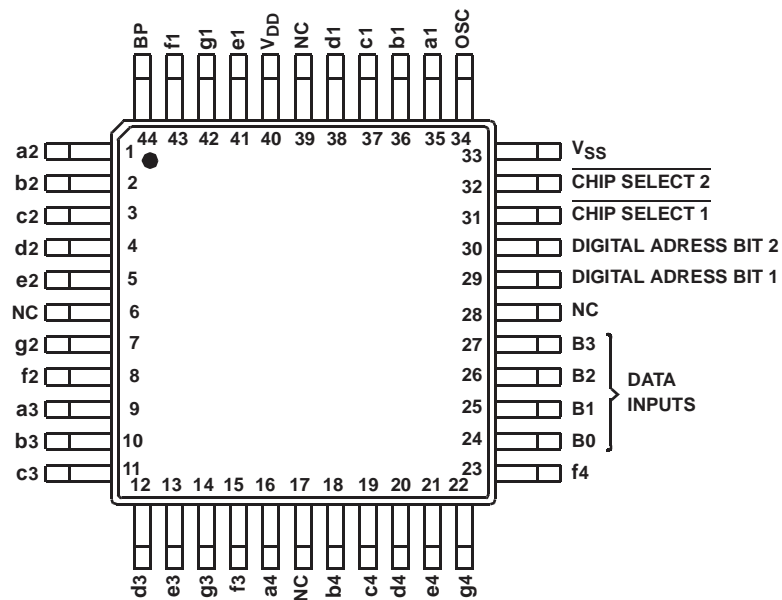 BP f1 g1 e1 VDD NC d1 c1 b1 a1 OSC
44 43 42 41 40 39 38 37 36 35 34
a2 1 33 VSS
b2 2 32 CHIP SELECT 2
c2 3 31 CHIP SELECT 1
d2 4 30 DIGITAL ADRESS BIT 2
e2 5 29 DIGITAL ADRESS BIT 1
NC 6 28 NC
g2 7 27 B3
f2 8 26 B2
DATA
a3 9 25 B1
INPUTS
b3 10 24 B0
c3 11 23 f4
12 13 14 15 16 17 18 19 20 21 22
d3 e3 g3 f3 a4 NC b4 c4 d4 e4 g4